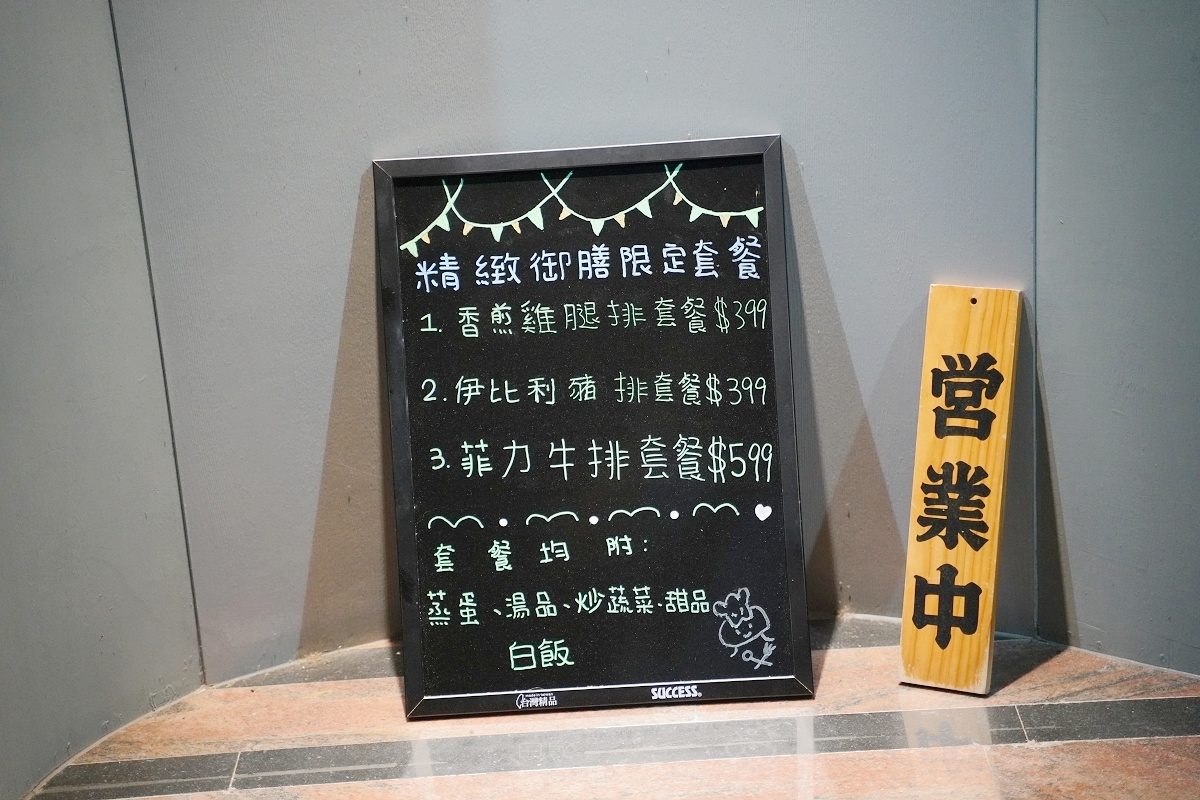 精緻御膳限定套餐
1. 香煎雞腿排套餐$399
2. 伊比利豬排套餐$399
3. 菲力牛排套餐$599
套餐均附:
蒸蛋、湯品、炒蔬菜、甜品
白飯
made in taiwan
台灣精品
SUCCESS®
営業中